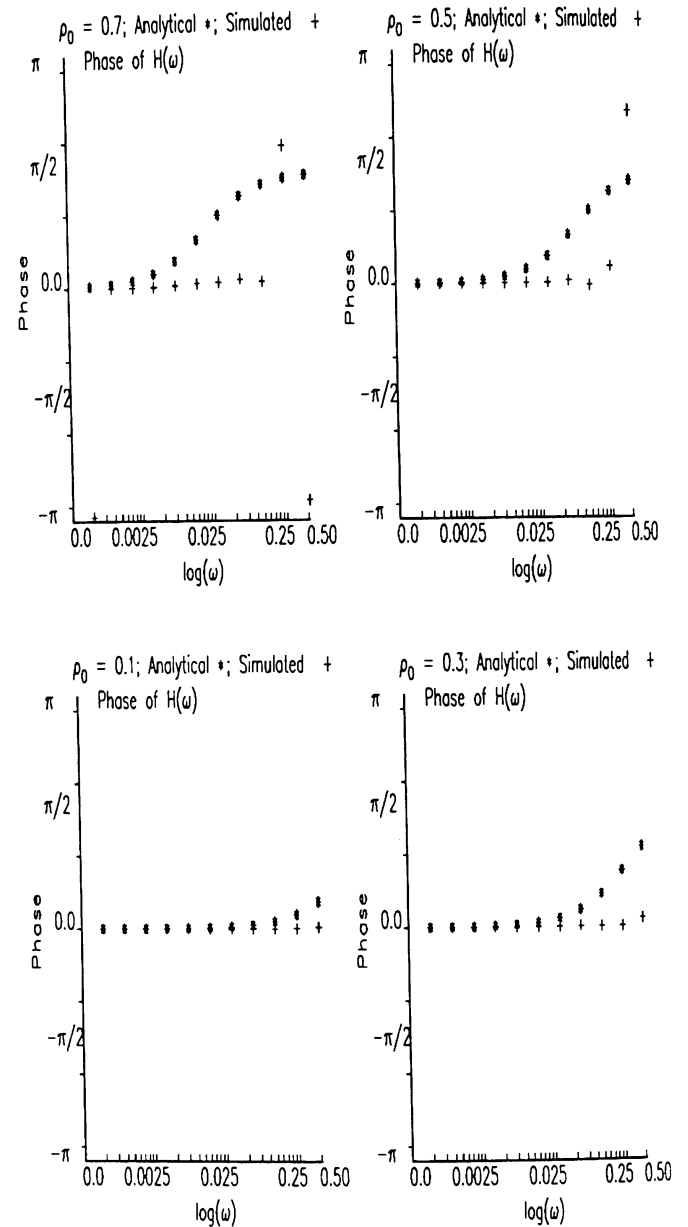 ρ0 = 0.7; Analytical *; Simulated +
Phase of H(ω)
π
π/2
0.0
−π/2
−π
Phase
0.0 0.0025 0.025 0.25 0.50
log(ω)
ρ0 = 0.5; Analytical *; Simulated +
Phase of H(ω)
π
π/2
0.0
−π/2
−π
Phase
0.0 0.0025 0.025 0.25 0.50
log(ω)
ρ0 = 0.1; Analytical *; Simulated +
Phase of H(ω)
π
π/2
0.0
−π/2
−π
Phase
0.0 0.0025 0.025 0.25 0.50
log(ω)
ρ0 = 0.3; Analytical *; Simulated +
Phase of H(ω)
π
π/2
0.0
−π/2
−π
Phase
0.0 0.0025 0.025 0.25 0.50
log(ω)